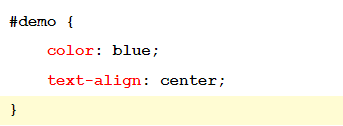 #demo {
    color: blue;
    text-align: center;
}